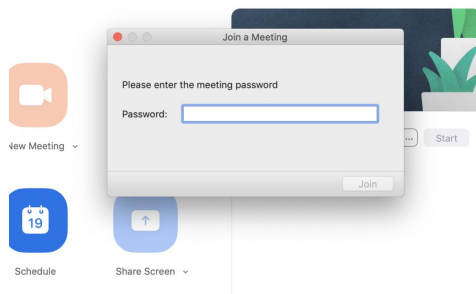 Join a Meeting
Please enter the meeting password
Password:
Join
New Meeting
... Start
19
Schedule
Share Screen